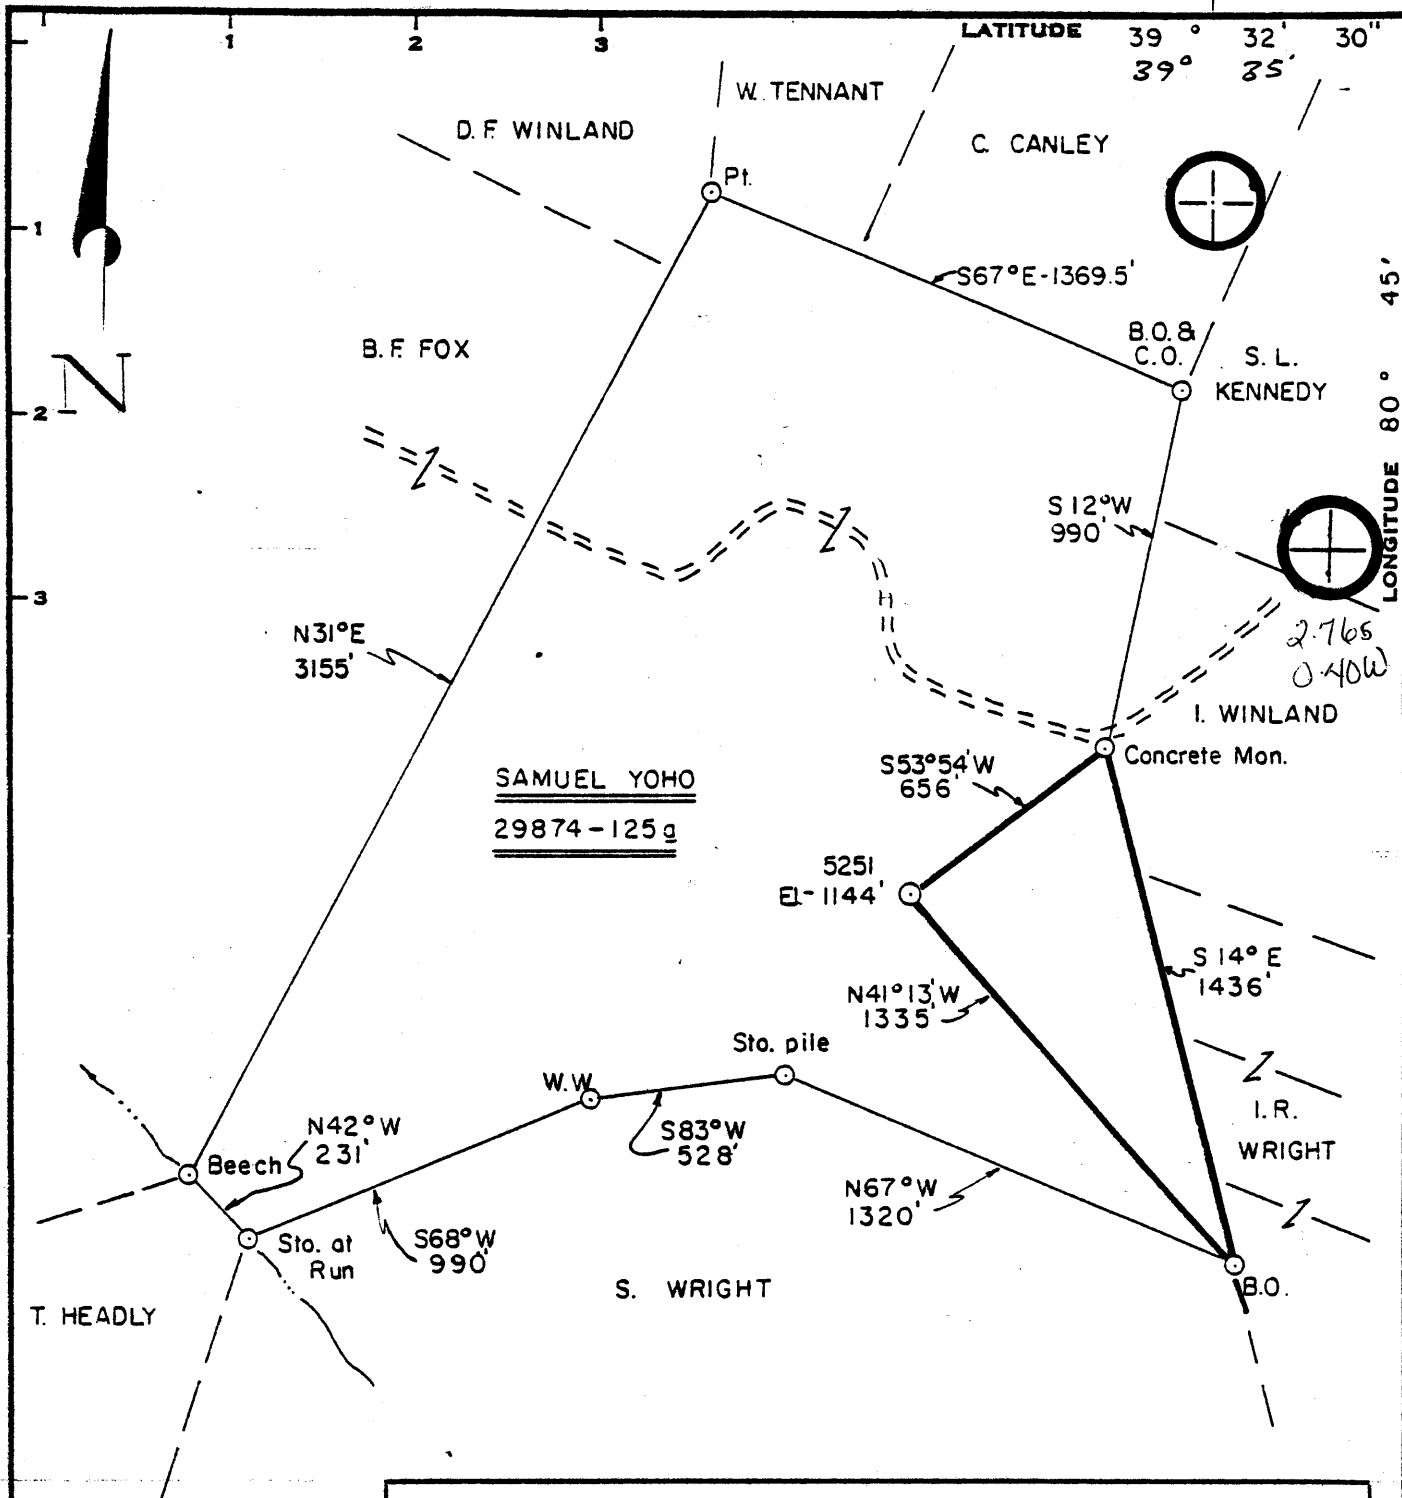 1 2 3 LATITUDE 39 ° 32' 30"
39° 35'
W. TENNANT
D. F. WINLAND
C. CANLEY
Pt.
1
S67°E-1369.5'
LONGITUDE 80° 45'
B.O. &
C.O.
S. L.
KENNEDY
B. F. FOX
N
2
S 12° W
990'
3
N31°E
3155'
2.76s
0.40W
I. WINLAND
Concrete Mon.
S53°54'W
656'
SAMUEL YOHO
29874-125a
5251
El.-1144'
S 14° E
1436'
N41°13'W
1335'
Sto. pile
W.W.
I. R.
WRIGHT
N42°W
231'
S83°W
528'
Beech
N67°W
1320'
S68°W
990'
Sto. at
Run
S. WRIGHT
B.O.
T. HEADLY